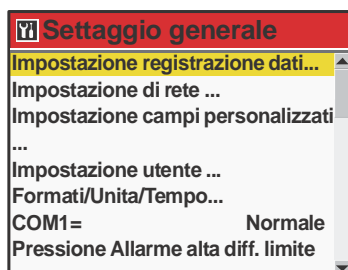 Settaggio generale
Impostazione registrazione dati...
Impostazione di rete ...
Impostazione campi personalizzati
...
Impostazione utente ...
Formati/Unita/Tempo...
COM1= Normale
Pressione Allarme alta diff. limite